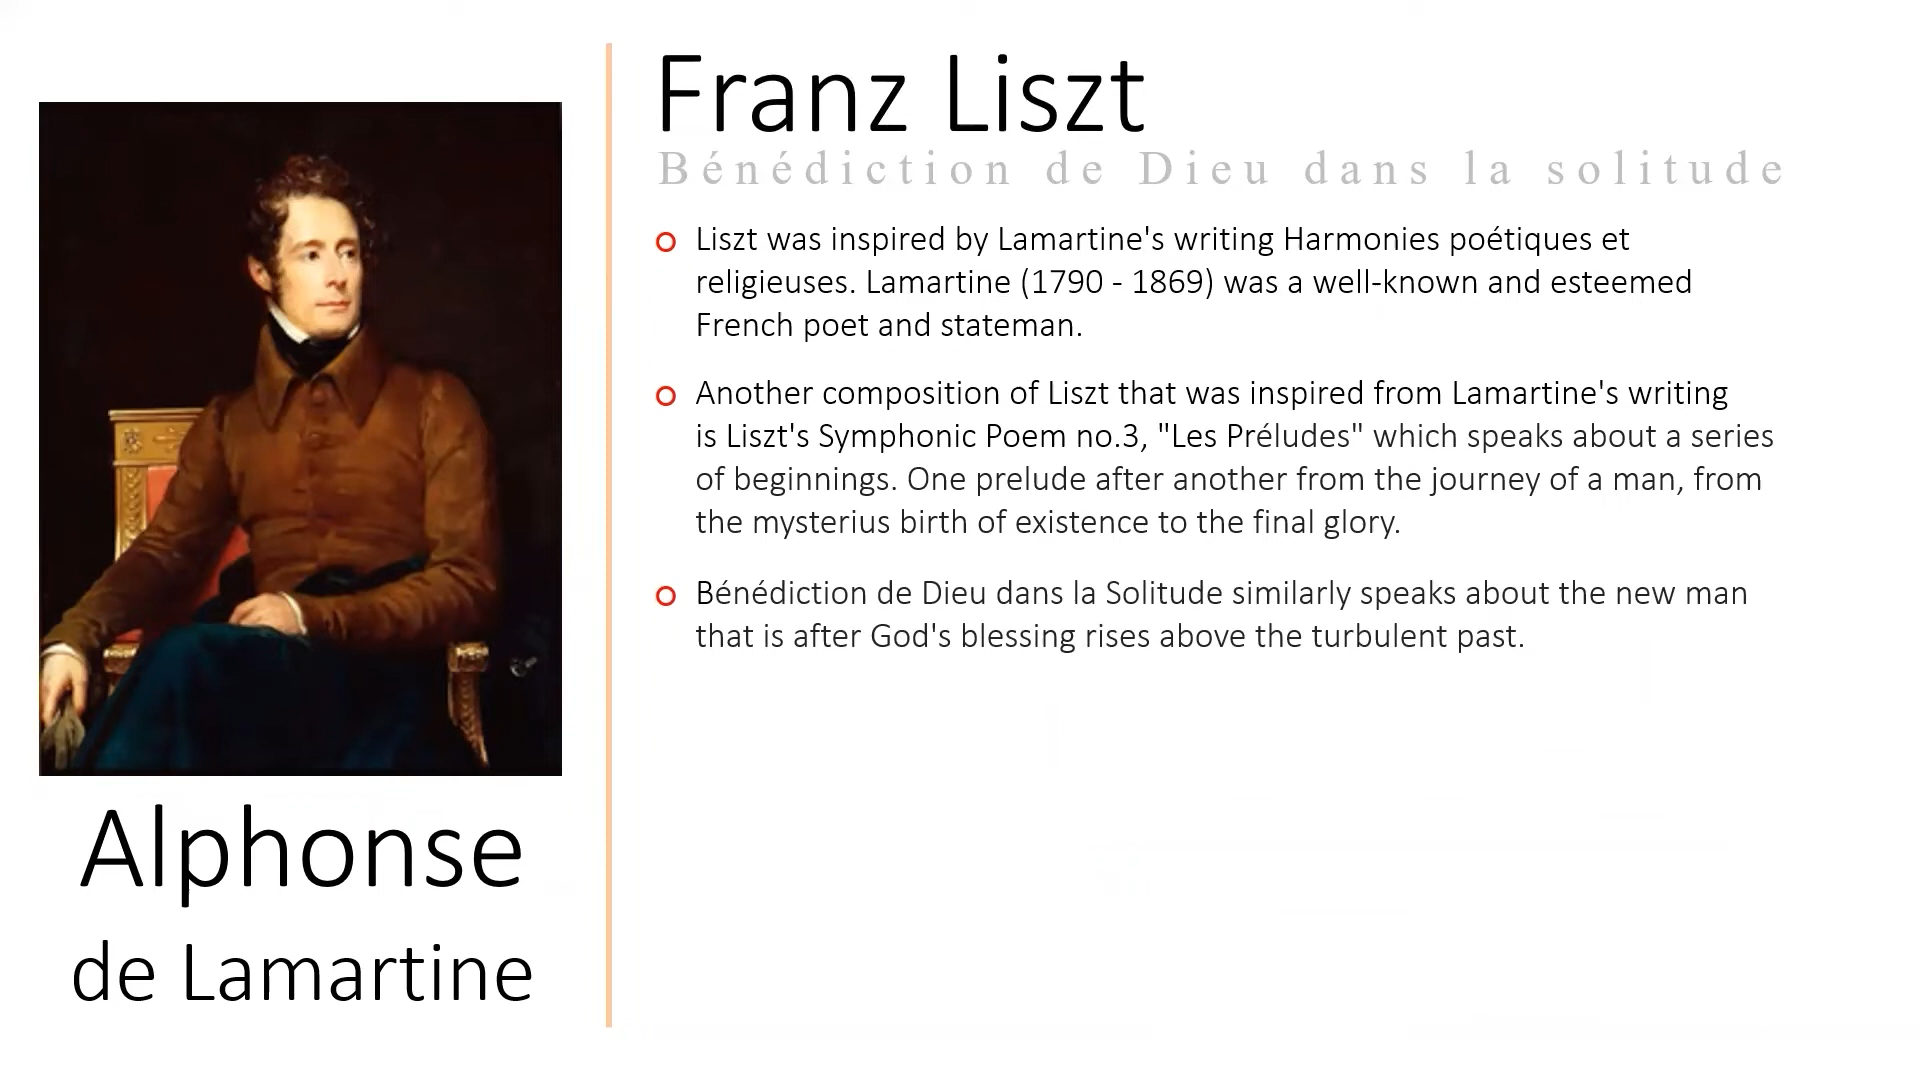 Franz Liszt
Bénédiction de Dieu dans la solitude
Liszt was inspired by Lamartine's writing Harmonies poétiques et
religieuses. Lamartine (1790 - 1869) was a well-known and esteemed
French poet and stateman.
Another composition of Liszt that was inspired from Lamartine's writing
is Liszt's Symphonic Poem no.3, "Les Préludes" which speaks about a series
of beginnings. One prelude after another from the journey of a man, from
the mysterius birth of existence to the final glory.
Bénédiction de Dieu dans la Solitude similarly speaks about the new man
that is after God's blessing rises above the turbulent past.
Alphonse
de Lamartine